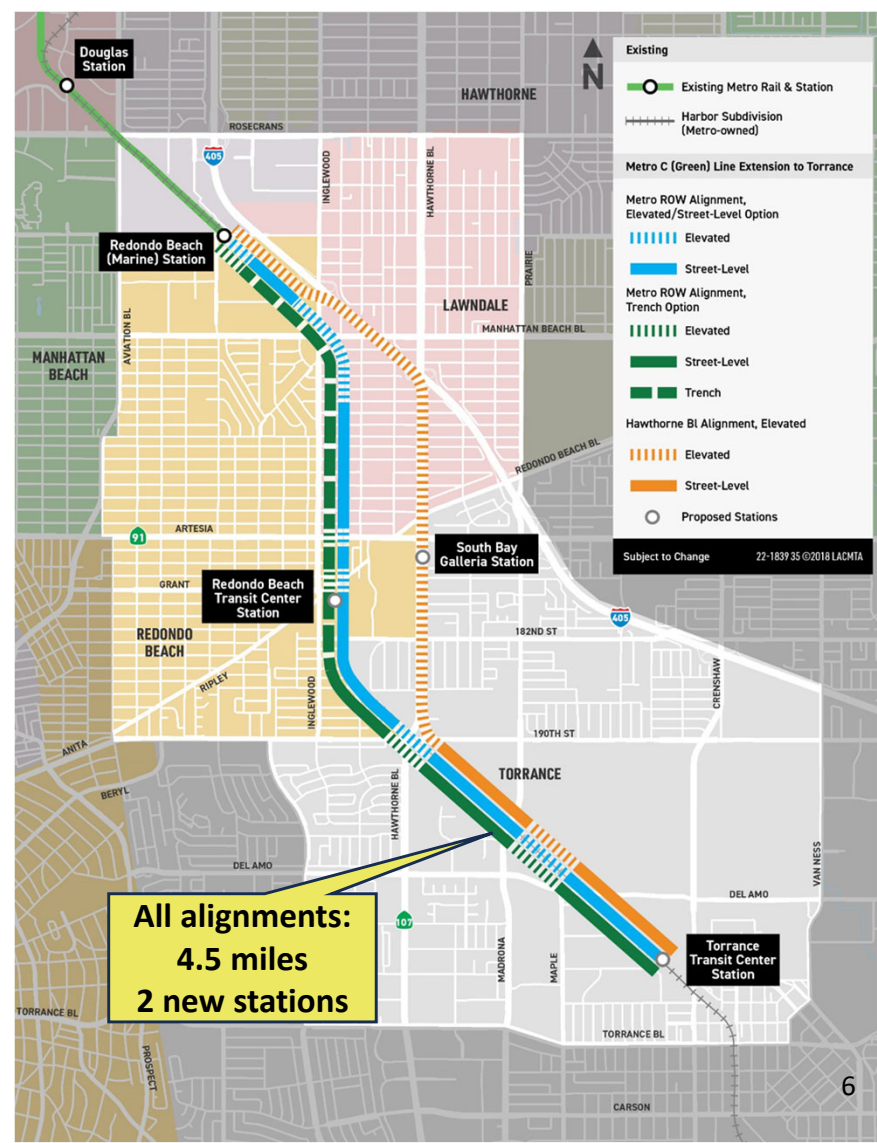 Douglas
Station
N
HAWTHORNE
ROSECRANS
405
INGLEWOOD
HAWTHORNE BL
PRAIRIE
Redondo Beach
(Marine) Station
LAWNDALE
MANHATTAN BEACH BL
AVIATION BL
MANHATTAN
BEACH
REDONDO BEACH BL
ARTESIA
91
South Bay
Galleria Station
GRANT
Redondo Beach
Transit Center
Station
405
182ND ST
REDONDO
BEACH
RIPLEY
INGLEWOOD
CRENSHAW
190TH ST
ANITA
TORRANCE
BERYL
HAWTHORNE BL
VAN NESS
DEL AMO
DEL AMO
All alignments:
4.5 miles
2 new stations
107
MADRONA
MAPLE
Torrance
Transit Center
Station
TORRANCE BL
TORRANCE BL
PROSPECT
CARSON
6
Existing
Existing Metro Rail & Station
Harbor Subdivision
(Metro-owned)
Metro C (Green) Line Extension to Torrance
Metro ROW Alignment,
Elevated/Street-Level Option
Elevated
Street-Level
Metro ROW Alignment,
Trench Option
Elevated
Street-Level
Trench
Hawthorne Bl Alignment, Elevated
Elevated
Street-Level
Proposed Stations
Subject to Change 22-1839 35 ©2018 LACMTA